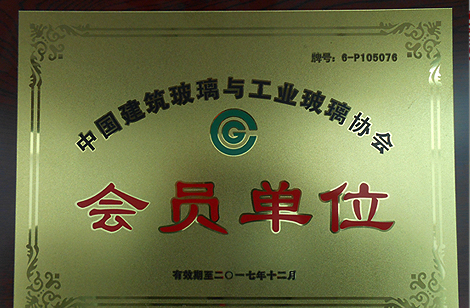 牌号：6-P105076
中国建筑玻璃与工业玻璃协会
CG
会员单位
有效期至二〇一七年十二月